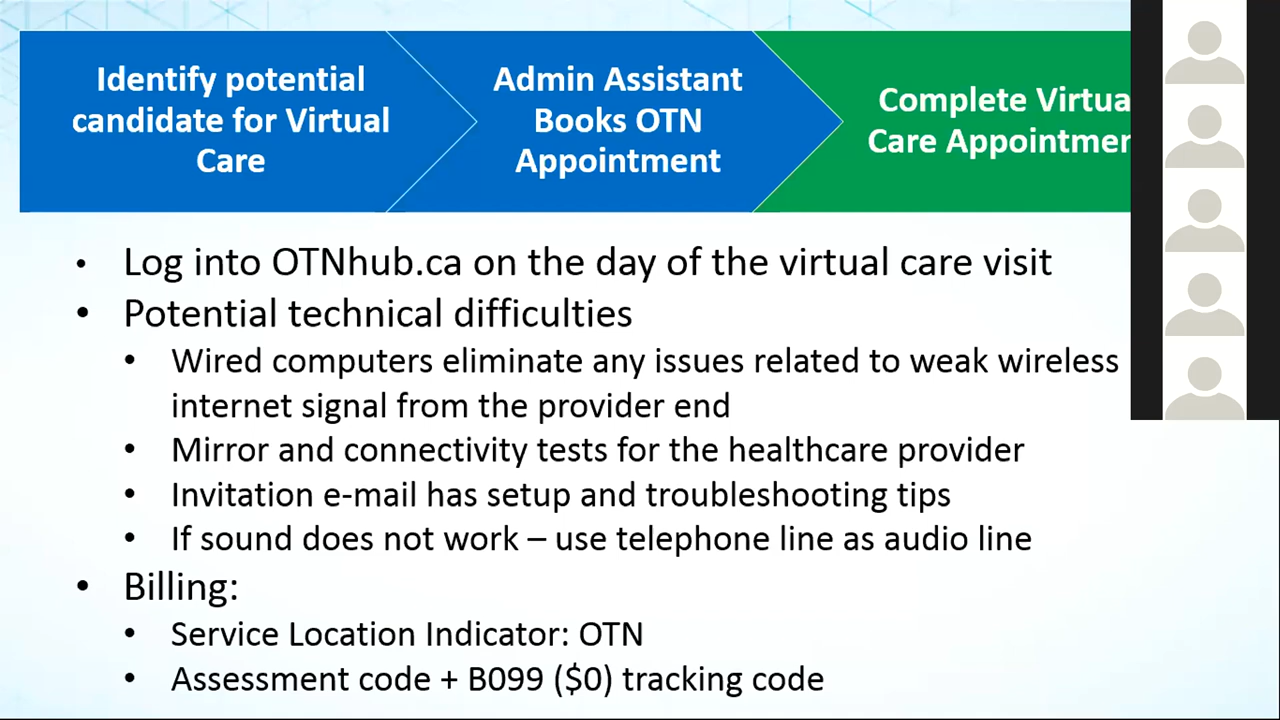 Identify potential
candidate for Virtual
Care
Admin Assistant
Books OTN
Appointment
Complete Virtua
Care Appointmen
• Log into OTNhub.ca on the day of the virtual care visit
• Potential technical difficulties
• Wired computers eliminate any issues related to weak wireless
internet signal from the provider end
• Mirror and connectivity tests for the healthcare provider
• Invitation e-mail has setup and troubleshooting tips
• If sound does not work – use telephone line as audio line
• Billing:
• Service Location Indicator: OTN
• Assessment code + B099 ($0) tracking code